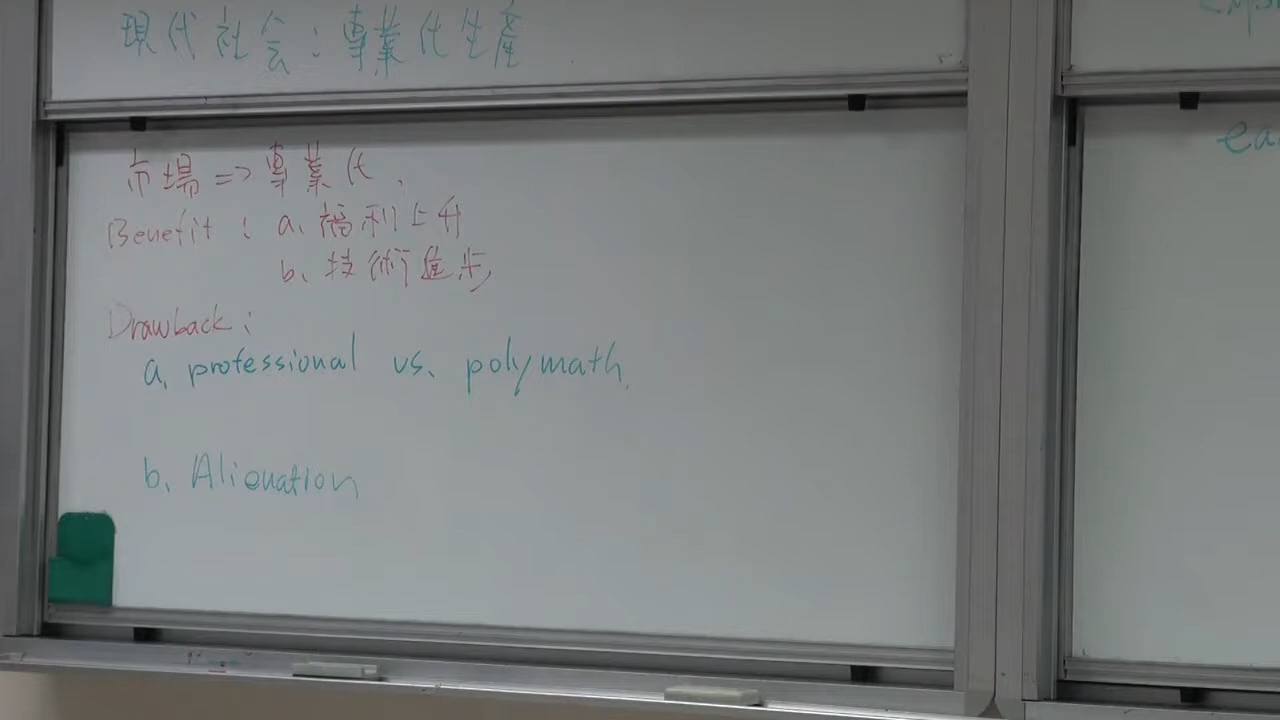 現代社会：專業化生產
市場 => 專業化.
Benefit : a. 福利上升
b. 技術進步,
Drawback :
a. professional vs. polymath.
b. Alienation
ea